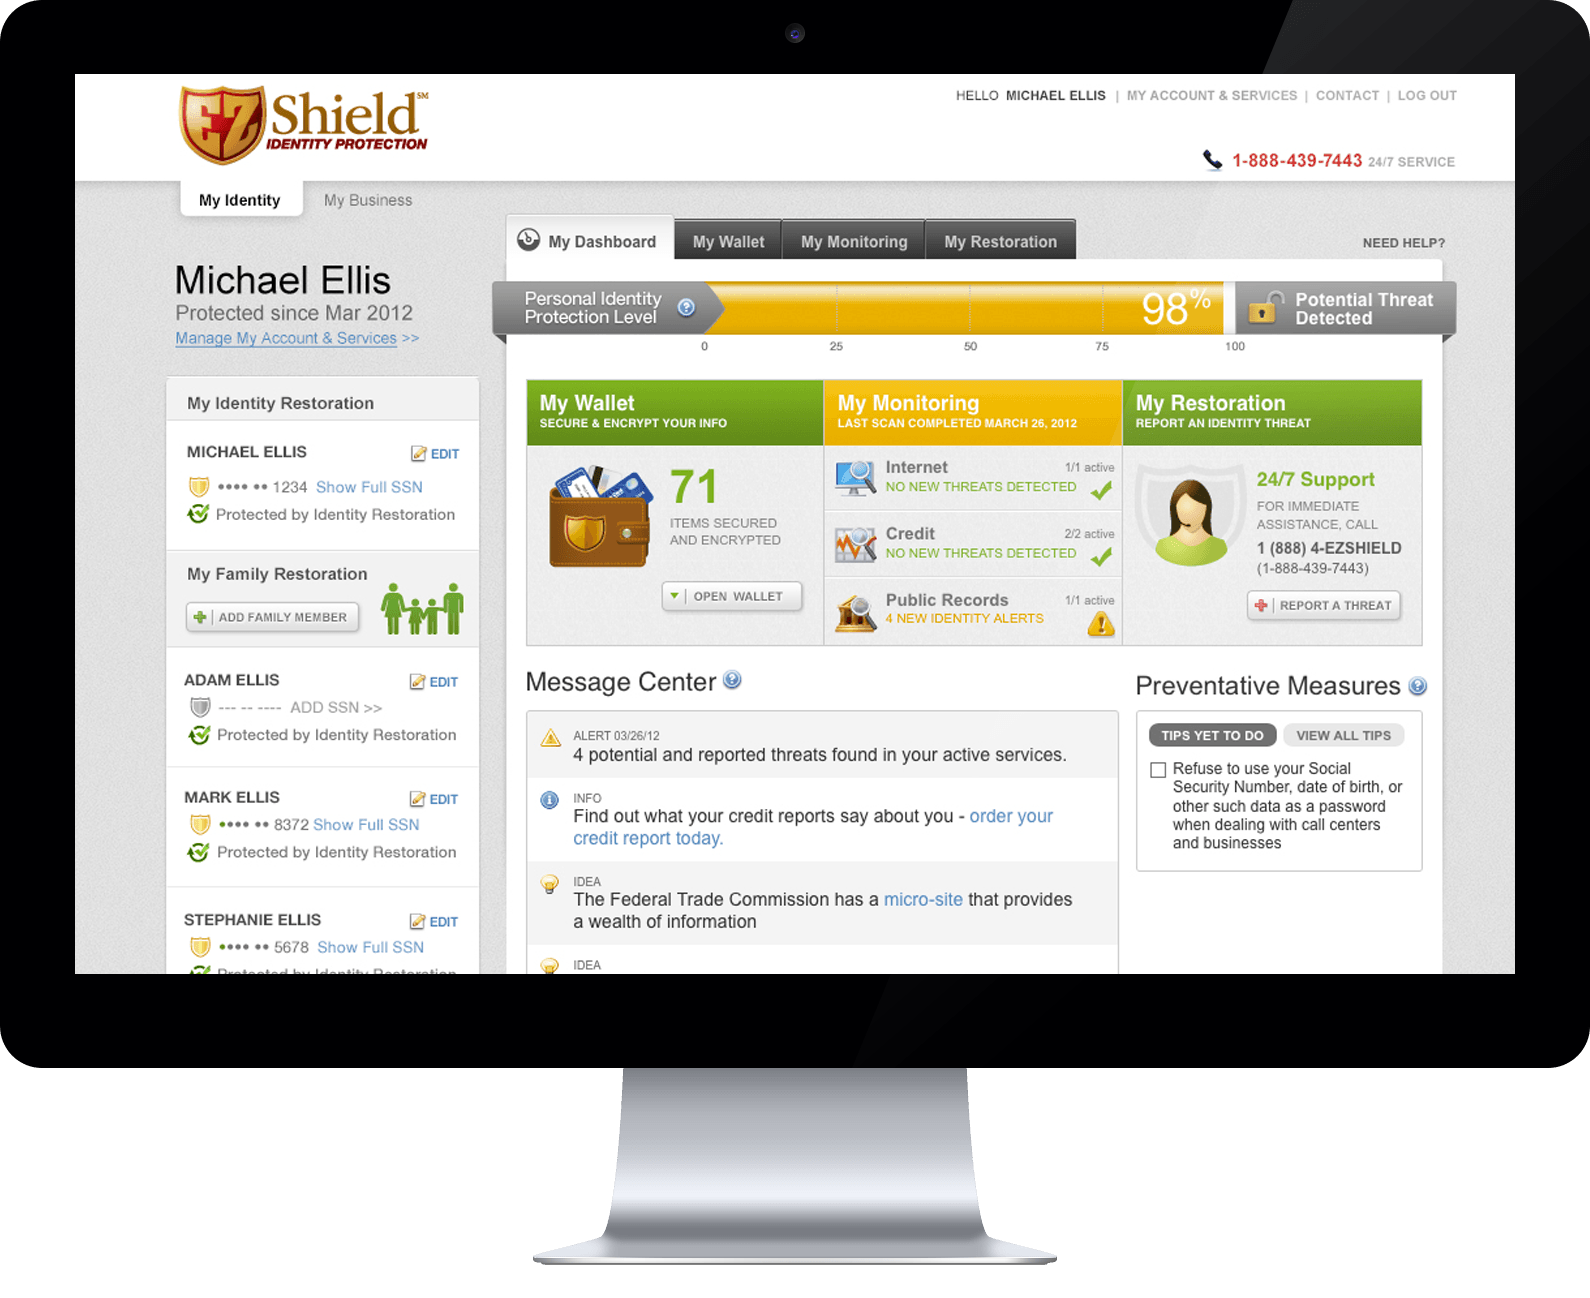 EZShield℠
IDENTITY PROTECTION
HELLO MICHAEL ELLIS | MY ACCOUNT & SERVICES | CONTACT | LOG OUT
1-888-439-7443 24/7 SERVICE
My Identity
My Business
My Dashboard
My Wallet
My Monitoring
My Restoration
NEED HELP?
Michael Ellis
Protected since Mar 2012
Manage My Account & Services >>
Personal Identity
Protection Level
?
98%
Potential Threat
Detected
0 25 50 75 100
My Identity Restoration
MICHAEL ELLIS
EDIT
•••• •• 1234 Show Full SSN
Protected by Identity Restoration
My Family Restoration
ADD FAMILY MEMBER
ADAM ELLIS
EDIT
--- -- ---- ADD SSN >>
Protected by Identity Restoration
MARK ELLIS
EDIT
•••• •• 8372 Show Full SSN
Protected by Identity Restoration
STEPHANIE ELLIS
EDIT
•••• •• 5678 Show Full SSN
Protected by Identity Restoration
My Wallet
SECURE & ENCRYPT YOUR INFO
71
ITEMS SECURED
AND ENCRYPTED
OPEN WALLET
My Monitoring
LAST SCAN COMPLETED MARCH 26, 2012
Internet
1/1 active
NO NEW THREATS DETECTED
Credit
2/2 active
NO NEW THREATS DETECTED
Public Records
1/1 active
4 NEW IDENTITY ALERTS
My Restoration
REPORT AN IDENTITY THREAT
24/7 Support
FOR IMMEDIATE
ASSISTANCE, CALL
1 (888) 4-EZSHIELD
(1-888-439-7443)
REPORT A THREAT
Message Center ?
ALERT 03/26/12
4 potential and reported threats found in your active services.
INFO
Find out what your credit reports say about you - order your
credit report today.
IDEA
The Federal Trade Commission has a micro-site that provides
a wealth of information
IDEA
Preventative Measures ?
TIPS YET TO DO
VIEW ALL TIPS
Refuse to use your Social
Security Number, date of birth, or
other such data as a password
when dealing with call centers
and businesses